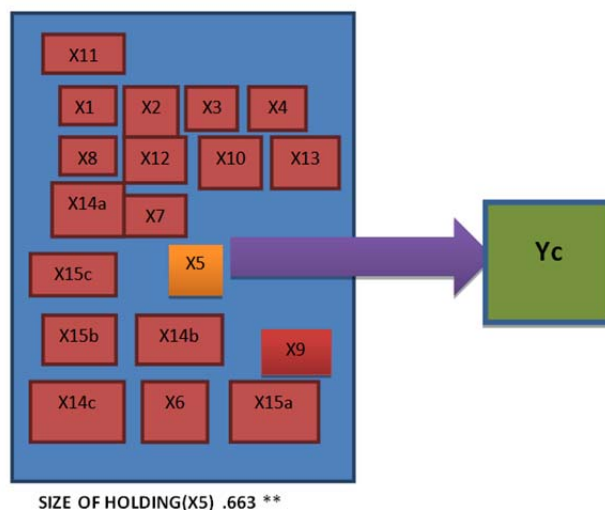 X11
X1 X2 X3 X4
X8 X12 X10 X13
X14a X7
X5 Yc
X15c
X15b X14b
X9
X14c X6 X15a
SIZE OF HOLDING(X5) .663 **